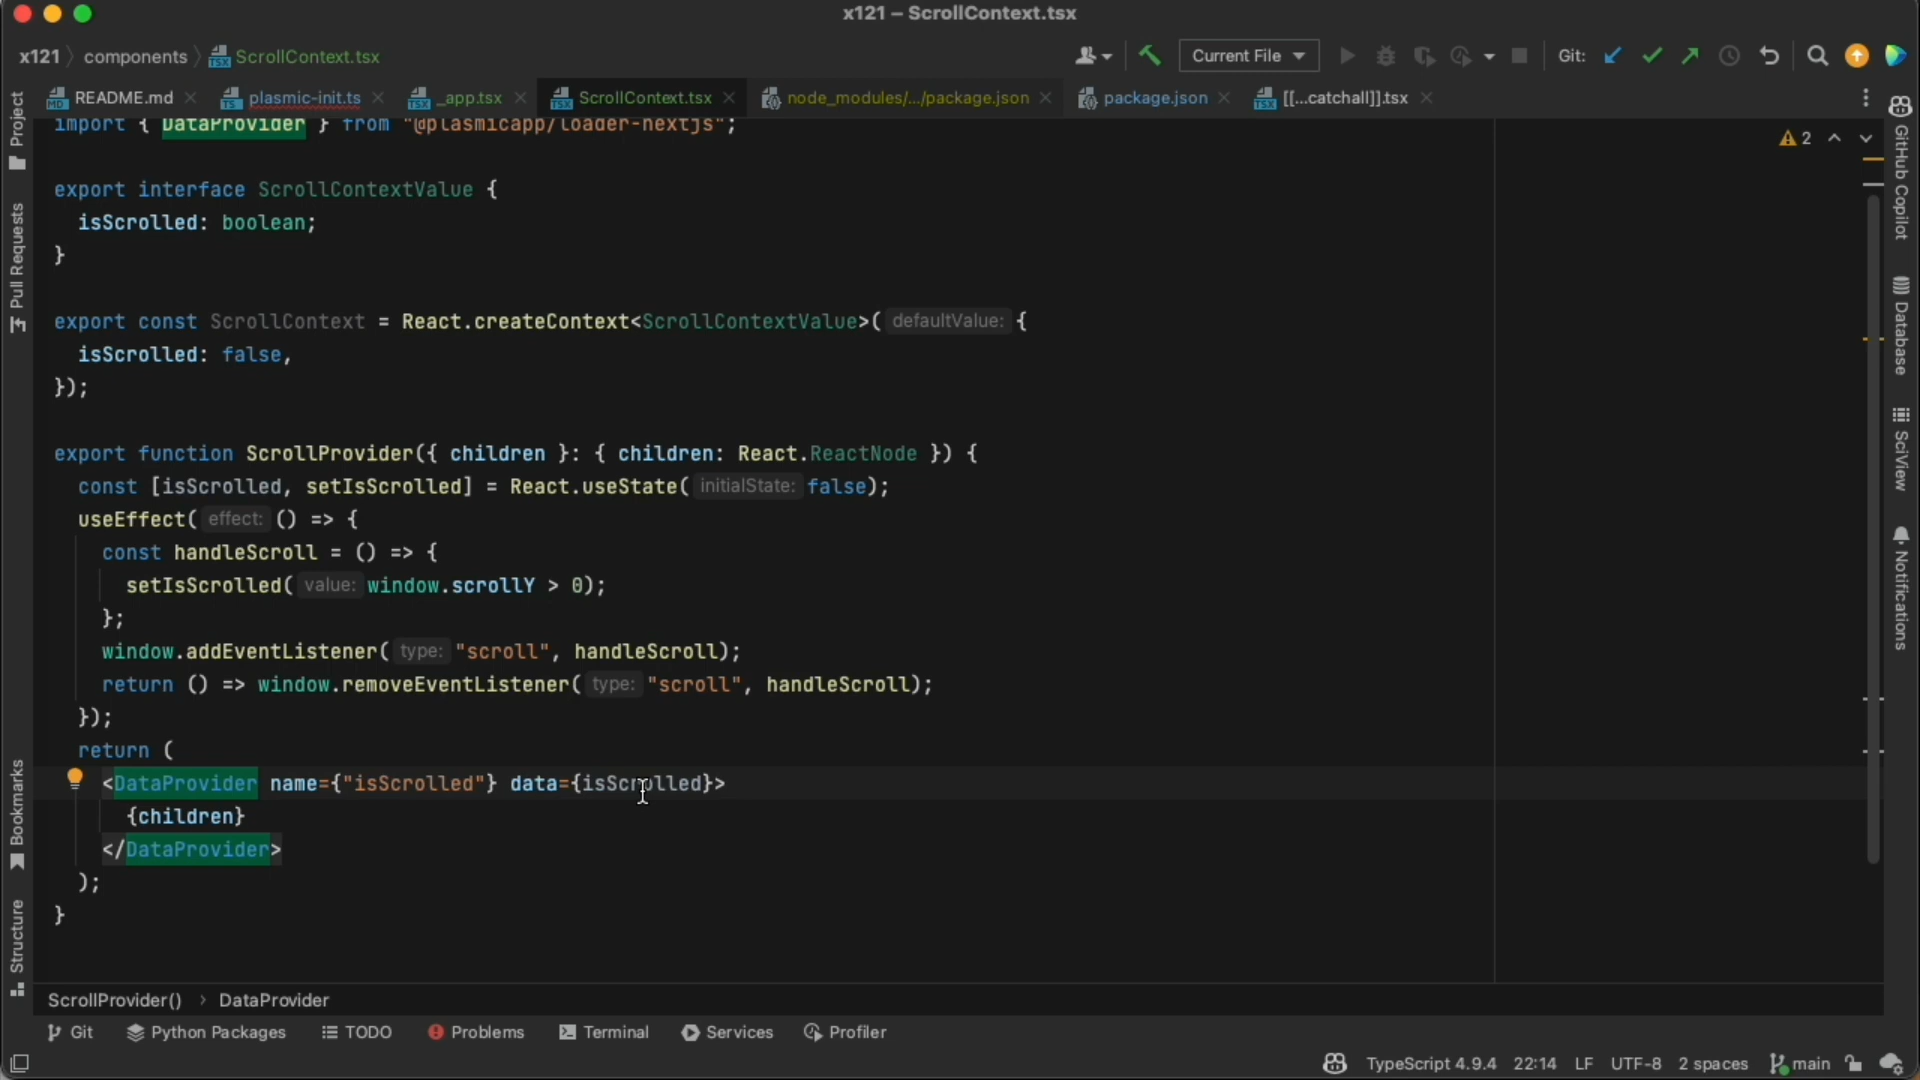 x121 – ScrollContext.tsx
x121 components ScrollContext.tsx
Current File
Git:
README.md plasmic-init.ts _app.tsx ScrollContext.tsx node_modules/.../package.json package.json [[...catchall]].tsx
Project
Pull Requests
Bookmarks
Structure
import { DataProvider } from "@plasmicapp/loader-nextjs";
export interface ScrollContextValue {
isScrolled: boolean;
}
export const ScrollContext = React.createContext<ScrollContextValue>( defaultValue: {
isScrolled: false,
});
export function ScrollProvider({ children }: { children: React.ReactNode }) {
const [isScrolled, setIsScrolled] = React.useState( initialState: false);
useEffect( effect: () => {
const handleScroll = () => {
setIsScrolled( value: window.scrollY > 0);
};
window.addEventListener( type: "scroll", handleScroll);
return () => window.removeEventListener( type: "scroll", handleScroll);
});
return (
<DataProvider name={"isScrolled"} data={isScrolled}>
{children}
</DataProvider>
);
}
2
GitHub Copilot
Database
SciView
Notifications
ScrollProvider() › DataProvider
Git Python Packages TODO Problems Terminal Services Profiler
TypeScript 4.9.4 22:14 LF UTF-8 2 spaces main